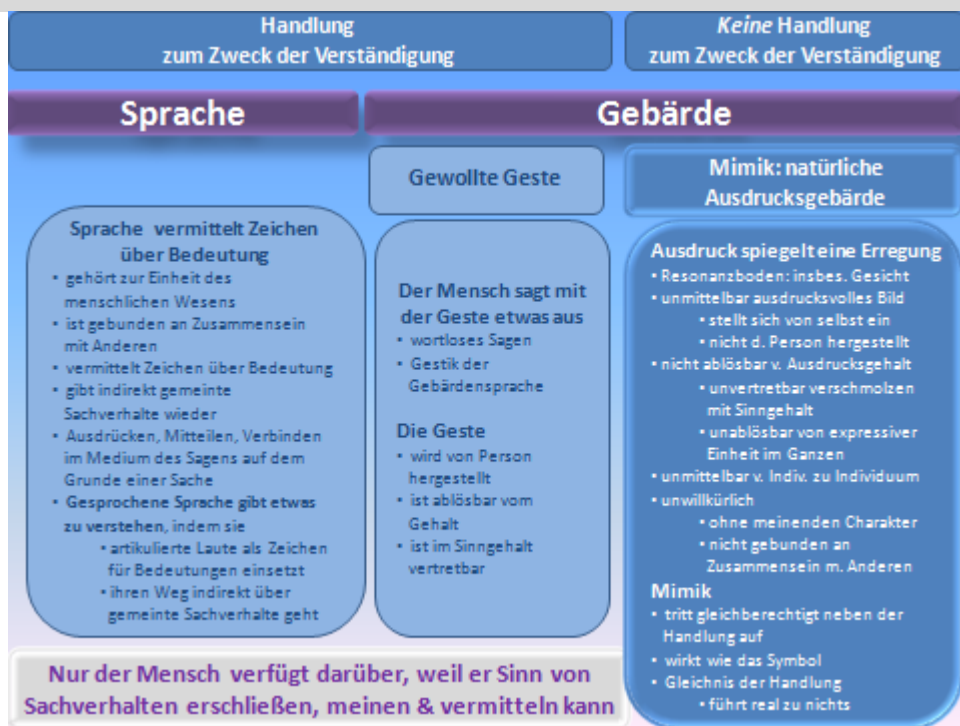 Handlung
zum Zweck der Verständigung
Keine Handlung
zum Zweck der Verständigung
Sprache
Gebärde
Gewollte Geste
Mimik: natürliche
Ausdrucksgebärde
Sprache vermittelt Zeichen
über Bedeutung
▪ gehört zur Einheit des
menschlichen Wesens
▪ ist gebunden an Zusammensein
mit Anderen
▪ vermittelt Zeichen über Bedeutung
▪ gibt indirekt gemeinte
Sachverhalte wieder
▪ Ausdrücken, Mitteilen, Verbinden
im Medium des Sagens auf dem
Grunde einer Sache
▪ Gesprochene Sprache gibt etwas
zu verstehen, indem sie
▪ artikulierte Laute als Zeichen
für Bedeutungen einsetzt
▪ ihren Weg indirekt über
gemeinte Sachverhalte geht
Der Mensch sagt mit
der Geste etwas aus
▪ wortloses Sagen
▪ Gestik der
Gebärdensprache
Die Geste
▪ wird von Person
hergestellt
▪ ist ablösbar vom
Gehalt
▪ ist im Sinngehalt
vertretbar
Ausdruck spiegelt eine Erregung
▪ Resonanzboden: insbes. Gesicht
▪ unmittelbar ausdrucksvolles Bild
▪ stellt sich von selbst ein
▪ nicht d. Person hergestellt
▪ nicht ablösbar v. Ausdrucksgehalt
▪ unvertretbar verschmolzen
mit Sinngehalt
▪ unablösbar von expressiver
Einheit im Ganzen
▪ unmittelbar v. Indiv. zu Individuum
▪ unwillkürlich
▪ ohne meinenden Charakter
▪ nicht gebunden an
Zusammensein m. Anderen
Mimik
▪ tritt gleichberechtigt neben der
Handlung auf
▪ wirkt wie das Symbol
▪ Gleichnis der Handlung
▪ führt real zu nichts
Nur der Mensch verfügt darüber, weil er Sinn von
Sachverhalten erschließen, meinen & vermitteln kann